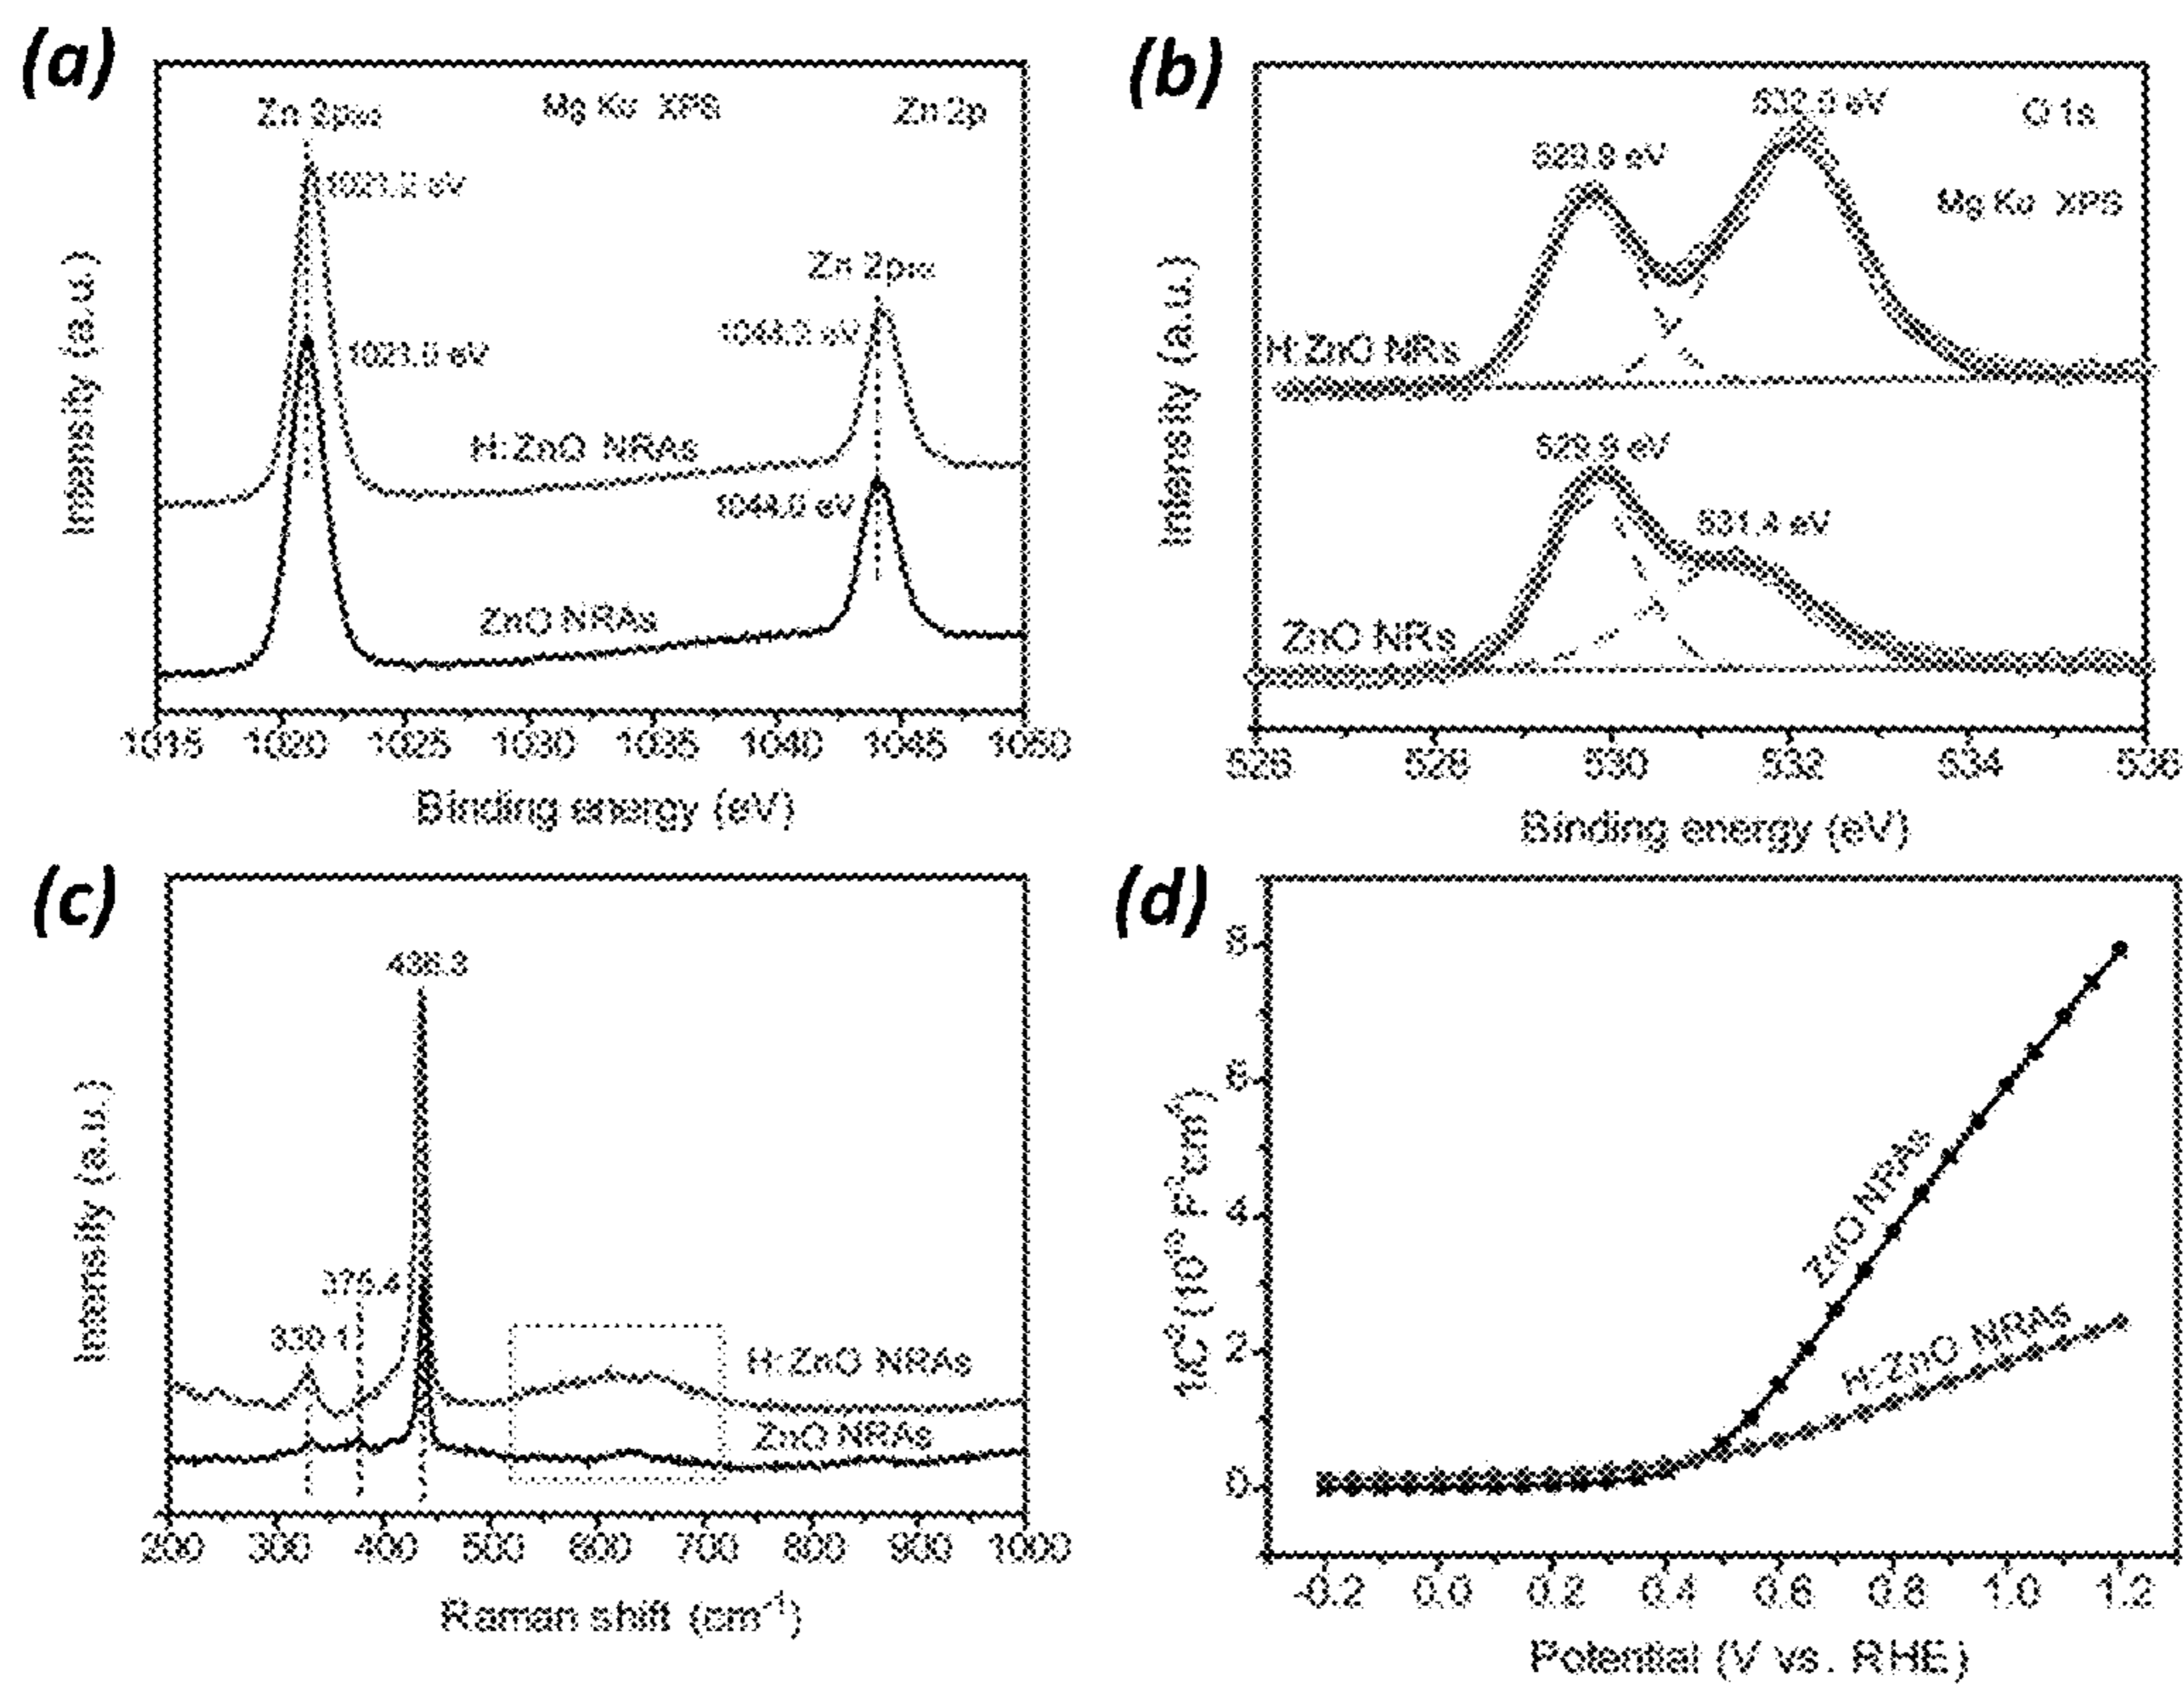 (a)
Zn 2p3/2
Mg Kα XPS
Zn 2p
1021.2 eV
Zn 2p1/2
1044.2 eV
1021.0 eV
H:ZnO NRAs
1044.0 eV
ZnO NRAs
Intensity (a.u.)
1015 1020 1025 1030 1035 1040 1045 1050
Binding energy (eV)
(b)
532.0 eV
O 1s
529.9 eV
Mg Kα XPS
H:ZnO NRs
529.9 eV
531.4 eV
ZnO NRs
Intensity (a.u.)
526 528 530 532 534 536
Binding energy (eV)
(c)
438.3
330.1
H:ZnO NRAs
ZnO NRAs
Intensity (a.u.)
200 300 400 500 600 700 800 900 1000
Raman shift (cm-1)
(d)
8
6
4
2
0
ZnO NRAs
H:ZnO NRAs
-0.2 0.0 0.2 0.4 0.6 0.8 1.0 1.2
Potential (V vs. RHE)